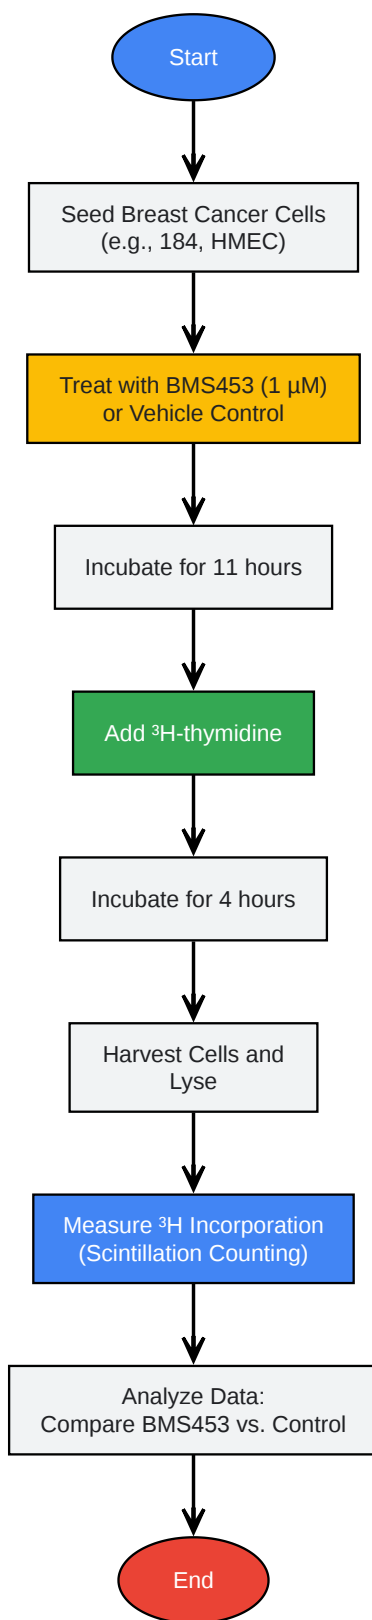 Start
Seed Breast Cancer Cells
(e.g., 184, HMEC)
Treat with BMS453 (1 µM)
or Vehicle Control
Incubate for 11 hours
Add ³H-thymidine
Incubate for 4 hours
Harvest Cells and
Lyse
Measure ³H Incorporation
(Scintillation Counting)
Analyze Data:
Compare BMS453 vs. Control
End